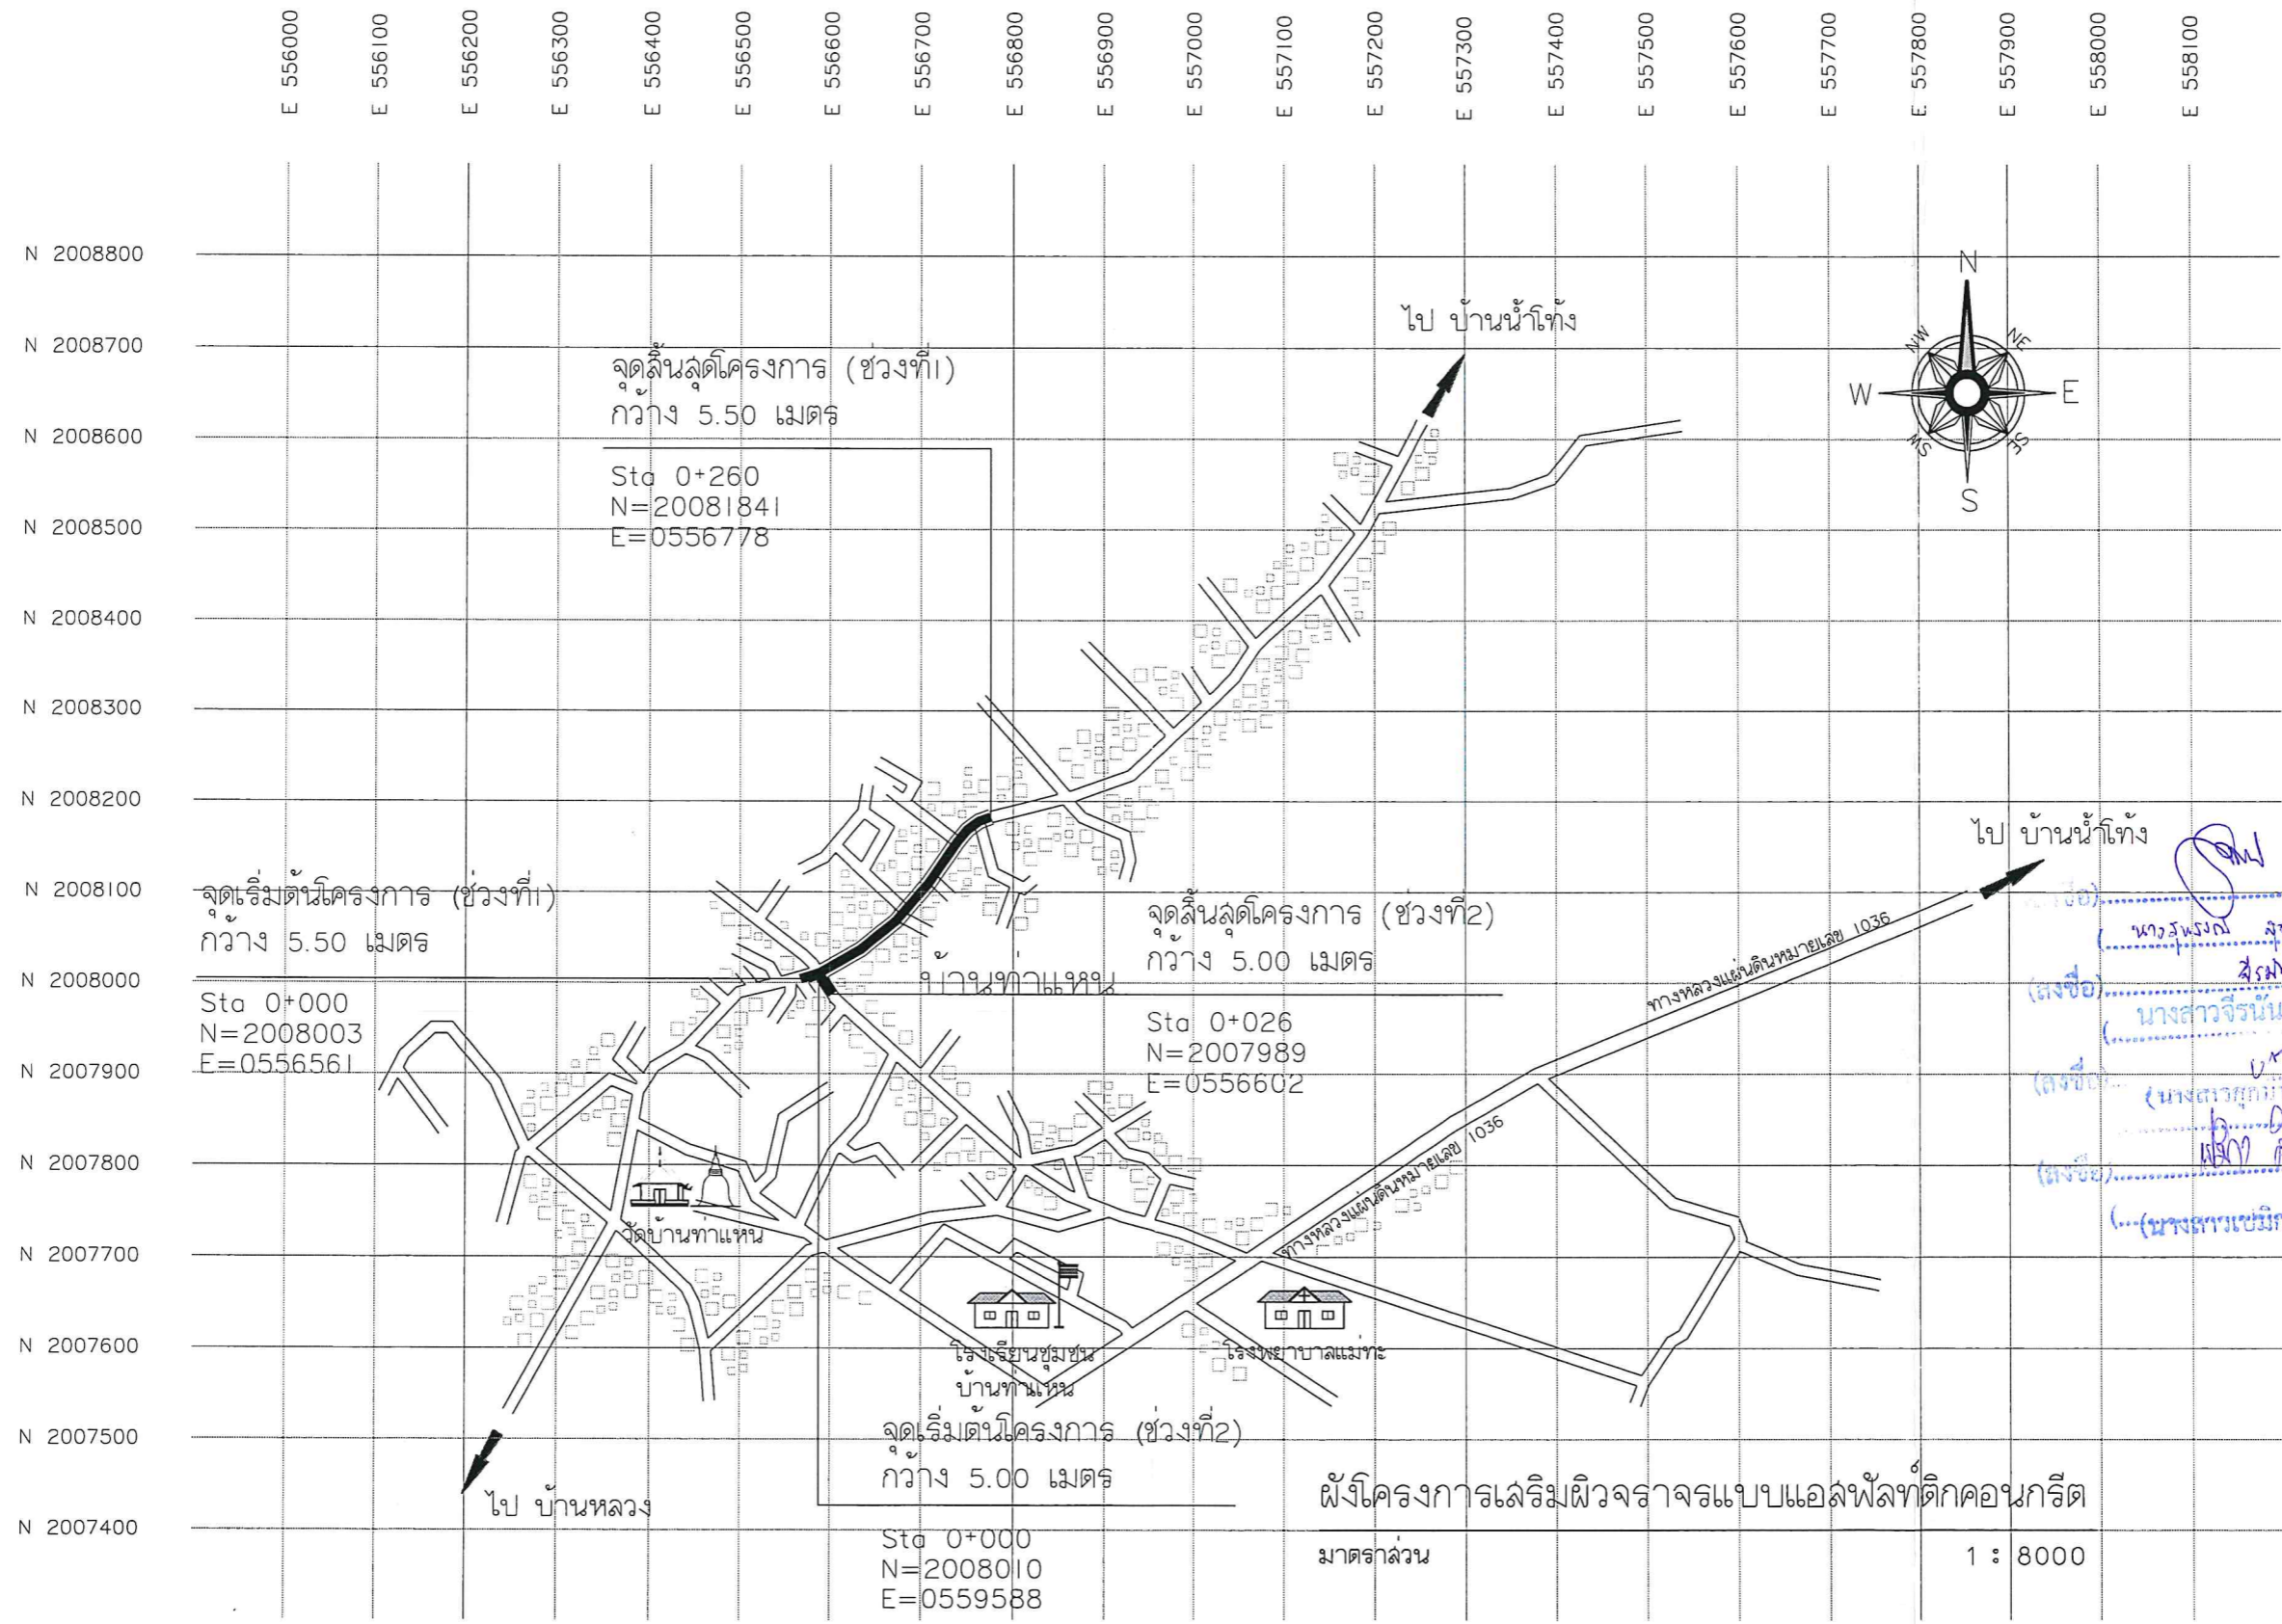 E 556000
E 556100
E 556200
E 556300
E 556400
E 556500
E 556600
E 556700
E 556800
E 556900
E 557000
E 557100
E 557200
E 557300
E 557400
E 557500
E 557600
E 557700
E 557800
E 557900
E 558000
E 558100
N 2008800
N 2008700
N 2008600
N 2008500
N 2008400
N 2008300
N 2008200
N 2008100
N 2008000
N 2007900
N 2007800
N 2007700
N 2007600
N 2007500
N 2007400
ไป บ้านน้ำโท้ง
N
NE
E
SE
S
SW
W
NW
จุดสิ้นสุดโครงการ (ช่วงที่1)
กว้าง 5.50 เมตร
Sta 0+260
N=20081841
E=0556778
จุดเริ่มต้นโครงการ (ช่วงที่1)
กว้าง 5.50 เมตร
Sta 0+000
N=2008003
E=0556561
บ้านท่าแหน
จุดสิ้นสุดโครงการ (ช่วงที่2)
กว้าง 5.00 เมตร
Sta 0+026
N=2007989
E=0556602
ไป บ้านน้ำโท้ง
ทางหลวงแผ่นดินหมายเลข 1036
ทางหลวงแผ่นดินหมายเลข 1036
(ลงชื่อ)
(ลงชื่อ)
นางสาวจีรนัน
(ลงชื่อ)
(ลงชื่อ)
วัดบ้านท่าแหน
โรงเรียนชุมชน
บ้านท่าแหน
โรงพยาบาลแม่ทะ
จุดเริ่มต้นโครงการ (ช่วงที่2)
กว้าง 5.00 เมตร
Sta 0+000
N=2008010
E=0559588
ไป บ้านหลวง
ผังโครงการเสริมผิวจราจรแบบแอสฟัลท์ติกคอนกรีต
มาตราส่วน 1 : 8000